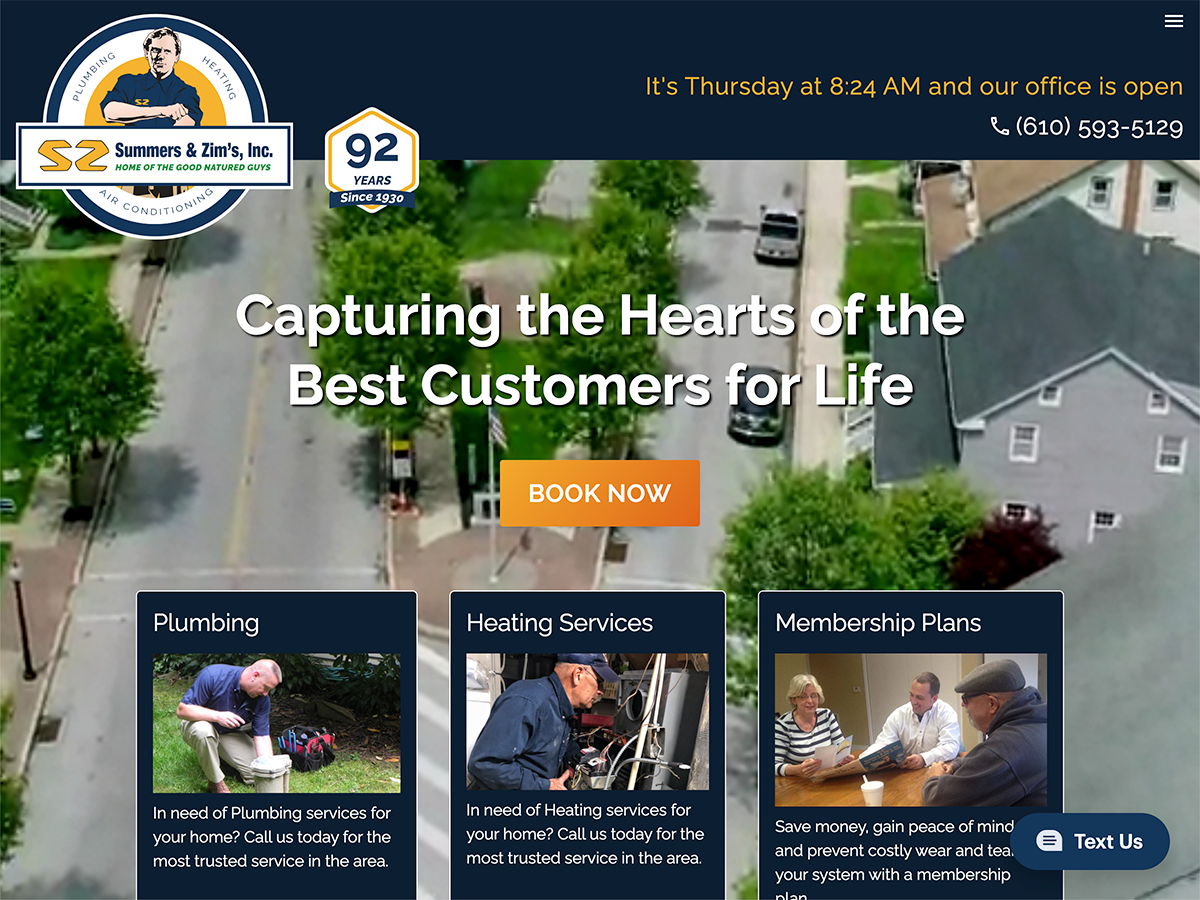 It's Thursday at 8:24 AM and our office is open
(610) 593-5129
PLUMBING
HEATING
S2
SZ Summers & Zim's, Inc.
HOME OF THE GOOD NATURED GUYS
AIR CONDITIONING
92
YEARS
Since 1930
Capturing the Hearts of the
Best Customers for Life
BOOK NOW
Plumbing
In need of Plumbing services for
your home? Call us today for the
most trusted service in the area.
Heating Services
In need of Heating services for
your home? Call us today for the
most trusted service in the area.
Membership Plans
Save money, gain peace of mind
and prevent costly wear and tear
your system with a membership
plan
Text Us